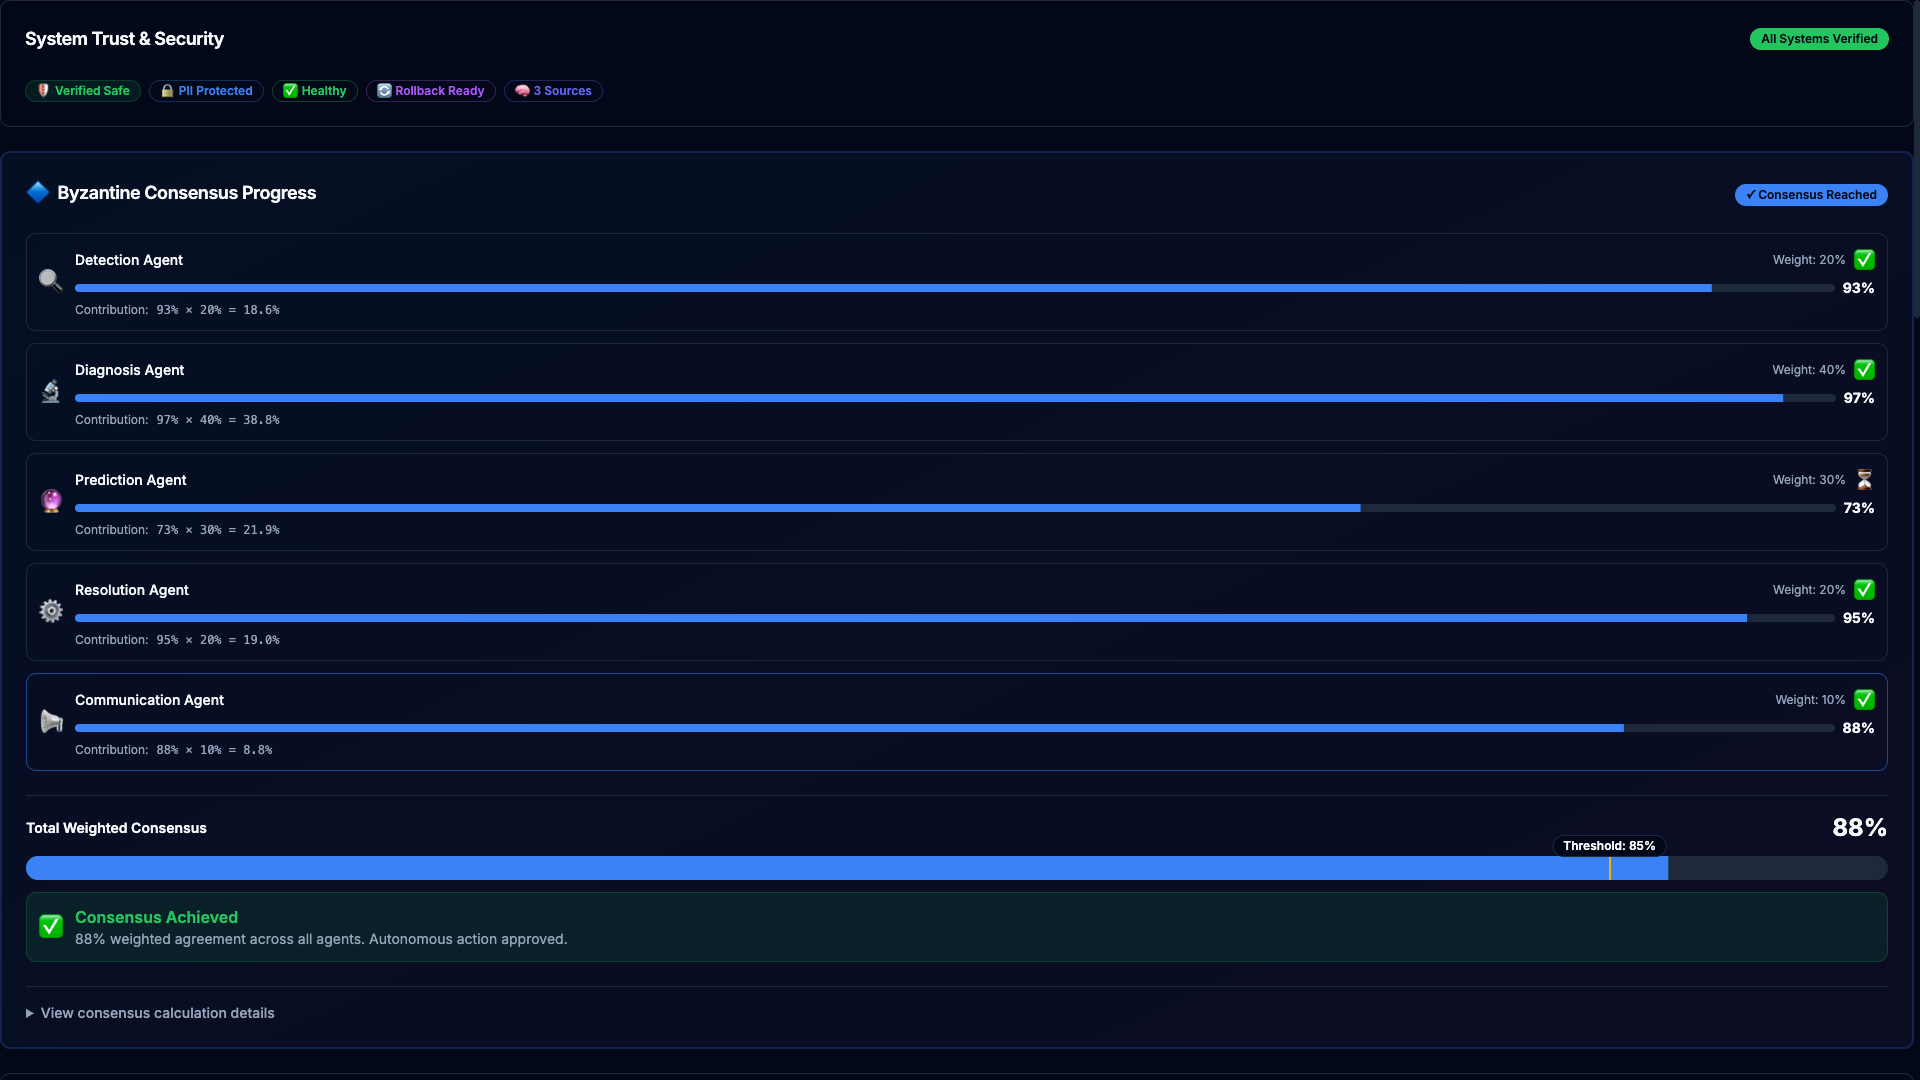 System Trust & Security
All Systems Verified
Verified Safe
PII Protected
Healthy
Rollback Ready
3 Sources
Byzantine Consensus Progress
✓ Consensus Reached
Detection Agent
Weight: 20%
93%
Contribution: 93% × 20% = 18.6%
Diagnosis Agent
Weight: 40%
97%
Contribution: 97% × 40% = 38.8%
Prediction Agent
Weight: 30%
73%
Contribution: 73% × 30% = 21.9%
Resolution Agent
Weight: 20%
95%
Contribution: 95% × 20% = 19.0%
Communication Agent
Weight: 10%
88%
Contribution: 88% × 10% = 8.8%
Total Weighted Consensus
88%
Threshold: 85%
Consensus Achieved
88% weighted agreement across all agents. Autonomous action approved.
View consensus calculation details